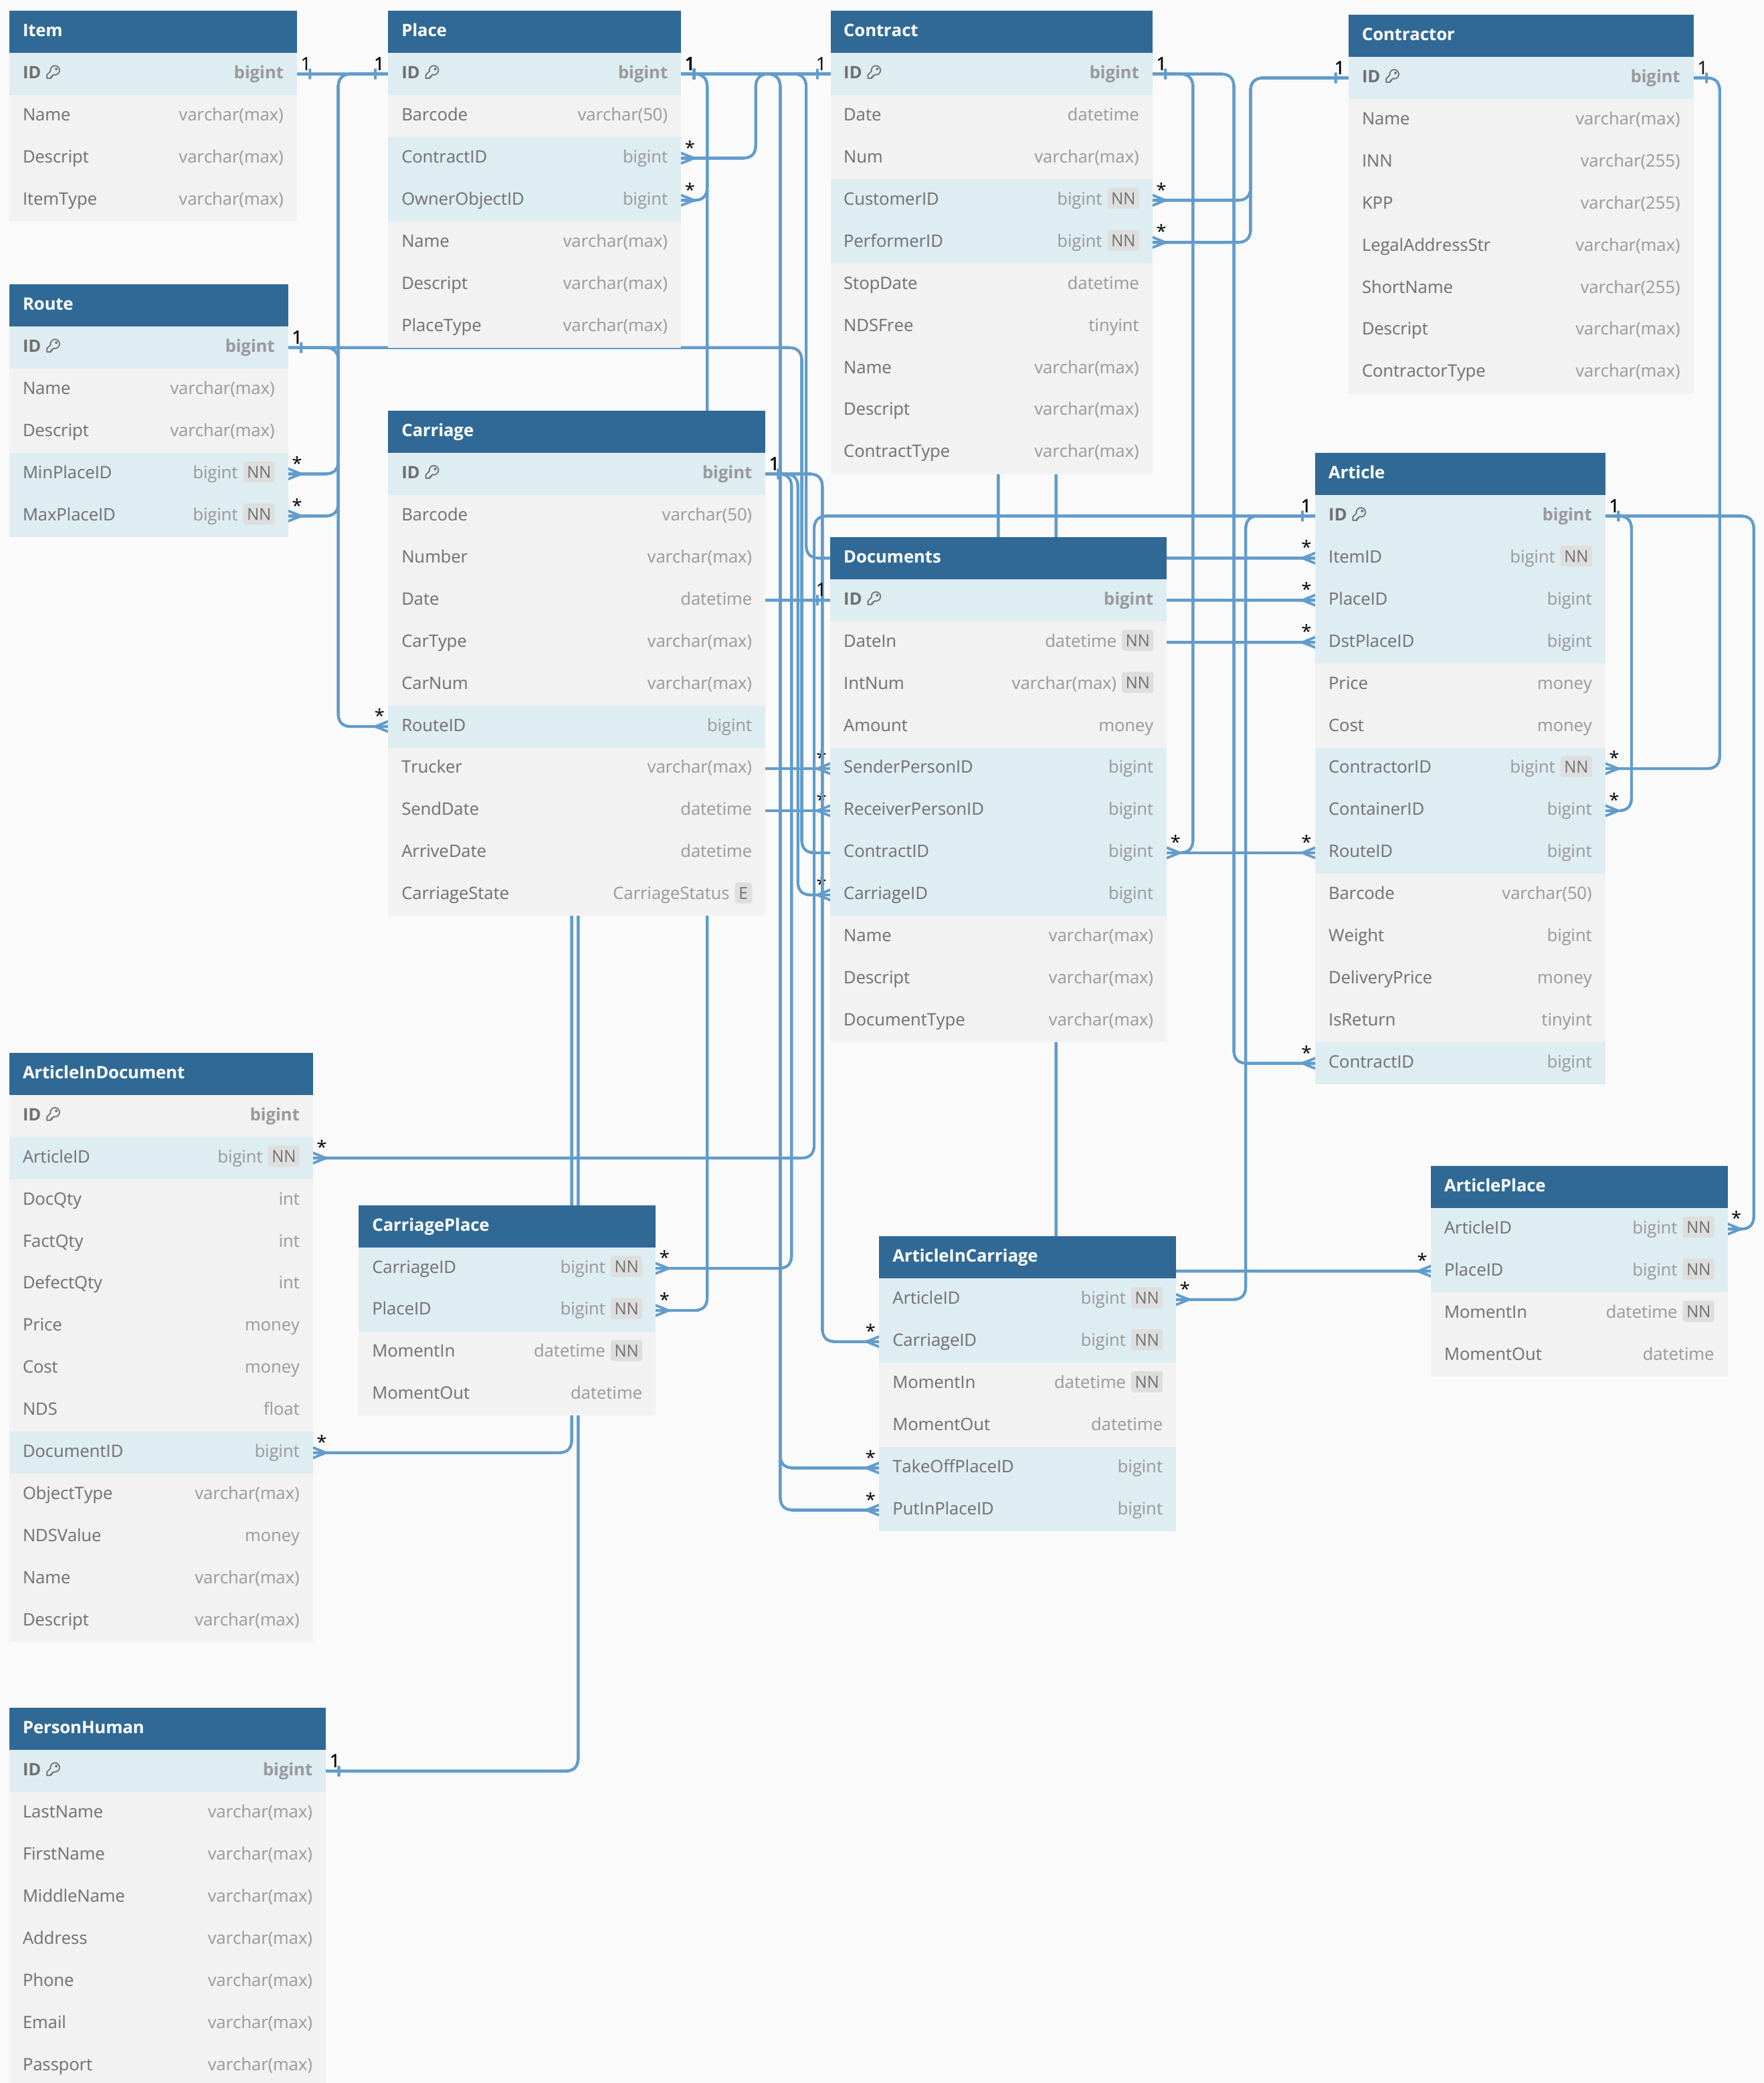 Item
ID bigint
Name varchar(max)
Descript varchar(max)
ItemType varchar(max)
Place
ID bigint
Barcode varchar(50)
ContractID bigint
OwnerObjectID bigint
Name varchar(max)
Descript varchar(max)
PlaceType varchar(max)
Contract
ID bigint
Date datetime
Num varchar(max)
CustomerID bigint NN
PerformerID bigint NN
StopDate datetime
NDSFree tinyint
Name varchar(max)
Descript varchar(max)
ContractType varchar(max)
Contractor
ID bigint
Name varchar(max)
INN varchar(255)
KPP varchar(255)
LegalAddressStr varchar(max)
ShortName varchar(255)
Descript varchar(max)
ContractorType varchar(max)
Route
ID bigint
Name varchar(max)
Descript varchar(max)
MinPlaceID bigint NN
MaxPlaceID bigint NN
Carriage
ID bigint
Barcode varchar(50)
Number varchar(max)
Date datetime
CarType varchar(max)
CarNum varchar(max)
RouteID bigint
Trucker varchar(max)
SendDate datetime
ArriveDate datetime
CarriageState CarriageStatus E
Documents
ID bigint
DateIn datetime NN
IntNum varchar(max) NN
Amount money
SenderPersonID bigint
ReceiverPersonID bigint
ContractID bigint
CarriageID bigint
Name varchar(max)
Descript varchar(max)
DocumentType varchar(max)
Article
ID bigint
ItemID bigint NN
PlaceID bigint
DstPlaceID bigint
Price money
Cost money
ContractorID bigint NN
ContainerID bigint
RouteID bigint
Barcode varchar(50)
Weight bigint
DeliveryPrice money
IsReturn tinyint
ContractID bigint
ArticleInDocument
ID bigint
ArticleID bigint NN
DocQty int
FactQty int
DefectQty int
Price money
Cost money
NDS float
DocumentID bigint
ObjectType varchar(max)
NDSValue money
Name varchar(max)
Descript varchar(max)
CarriagePlace
CarriageID bigint NN
PlaceID bigint NN
MomentIn datetime NN
MomentOut datetime
ArticleInCarriage
ArticleID bigint NN
CarriageID bigint NN
MomentIn datetime NN
MomentOut datetime
TakeOffPlaceID bigint
PutInPlaceID bigint
ArticlePlace
ArticleID bigint NN
PlaceID bigint NN
MomentIn datetime NN
MomentOut datetime
PersonHuman
ID bigint
LastName varchar(max)
FirstName varchar(max)
MiddleName varchar(max)
Address varchar(max)
Phone varchar(max)
Email varchar(max)
Passport varchar(max)